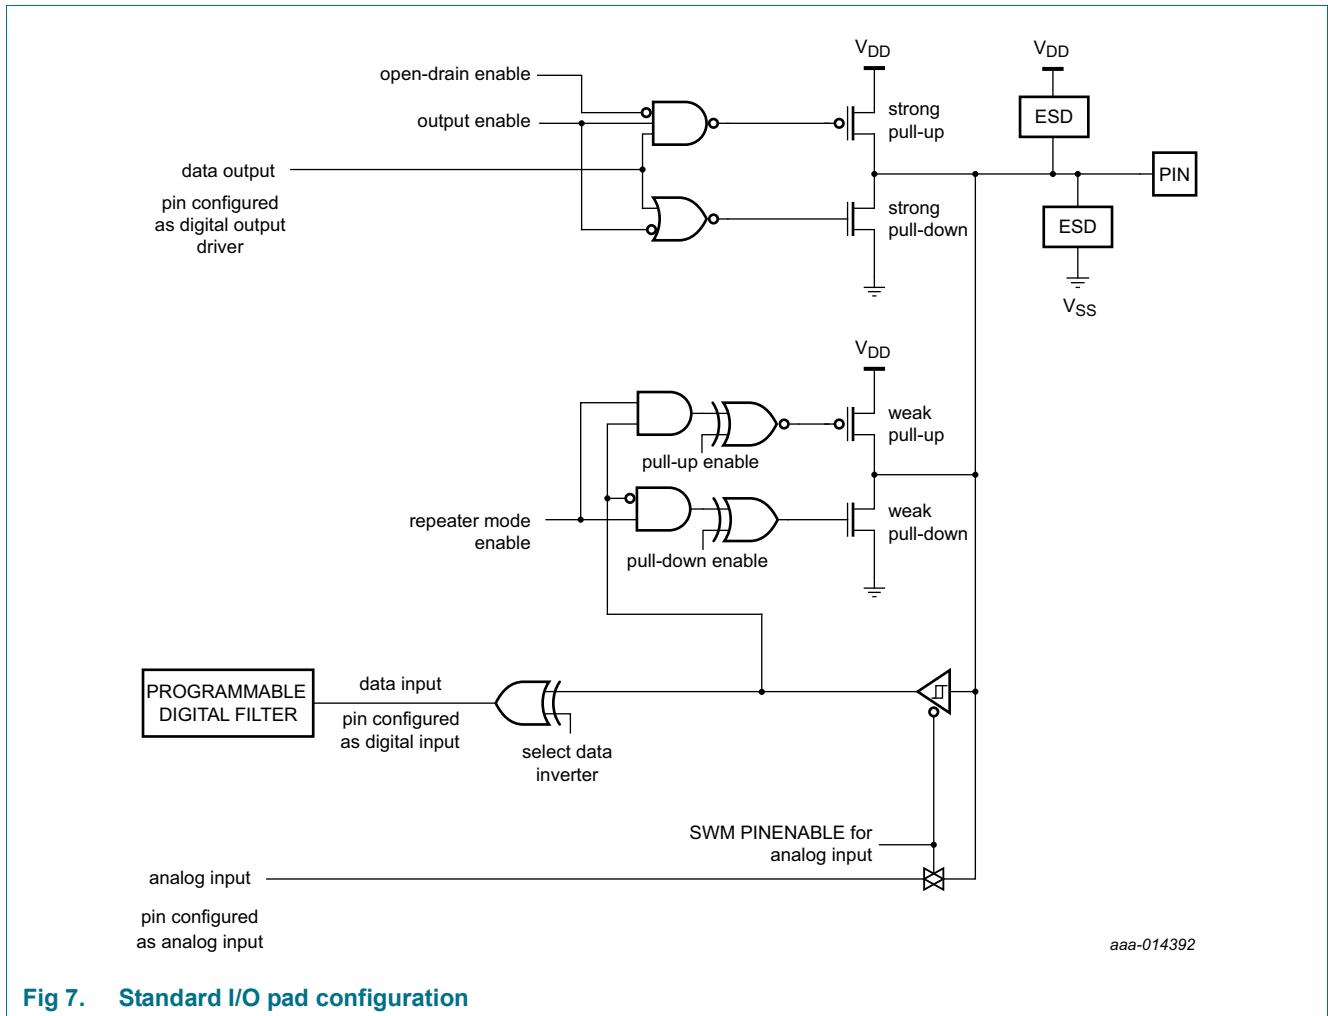 VDD
VDD
open-drain enable
strong
pull-up
ESD
output enable
data output
PIN
pin configured
as digital output
driver
strong
pull-down
ESD
VSS
VDD
weak
pull-up
pull-up enable
repeater mode
enable
weak
pull-down
pull-down enable
PROGRAMMABLE
DIGITAL FILTER
data input
pin configured
as digital input
select data
inverter
SWM PINENABLE for
analog input
analog input
pin configured
as analog input
aaa-014392
Fig 7. Standard I/O pad configuration